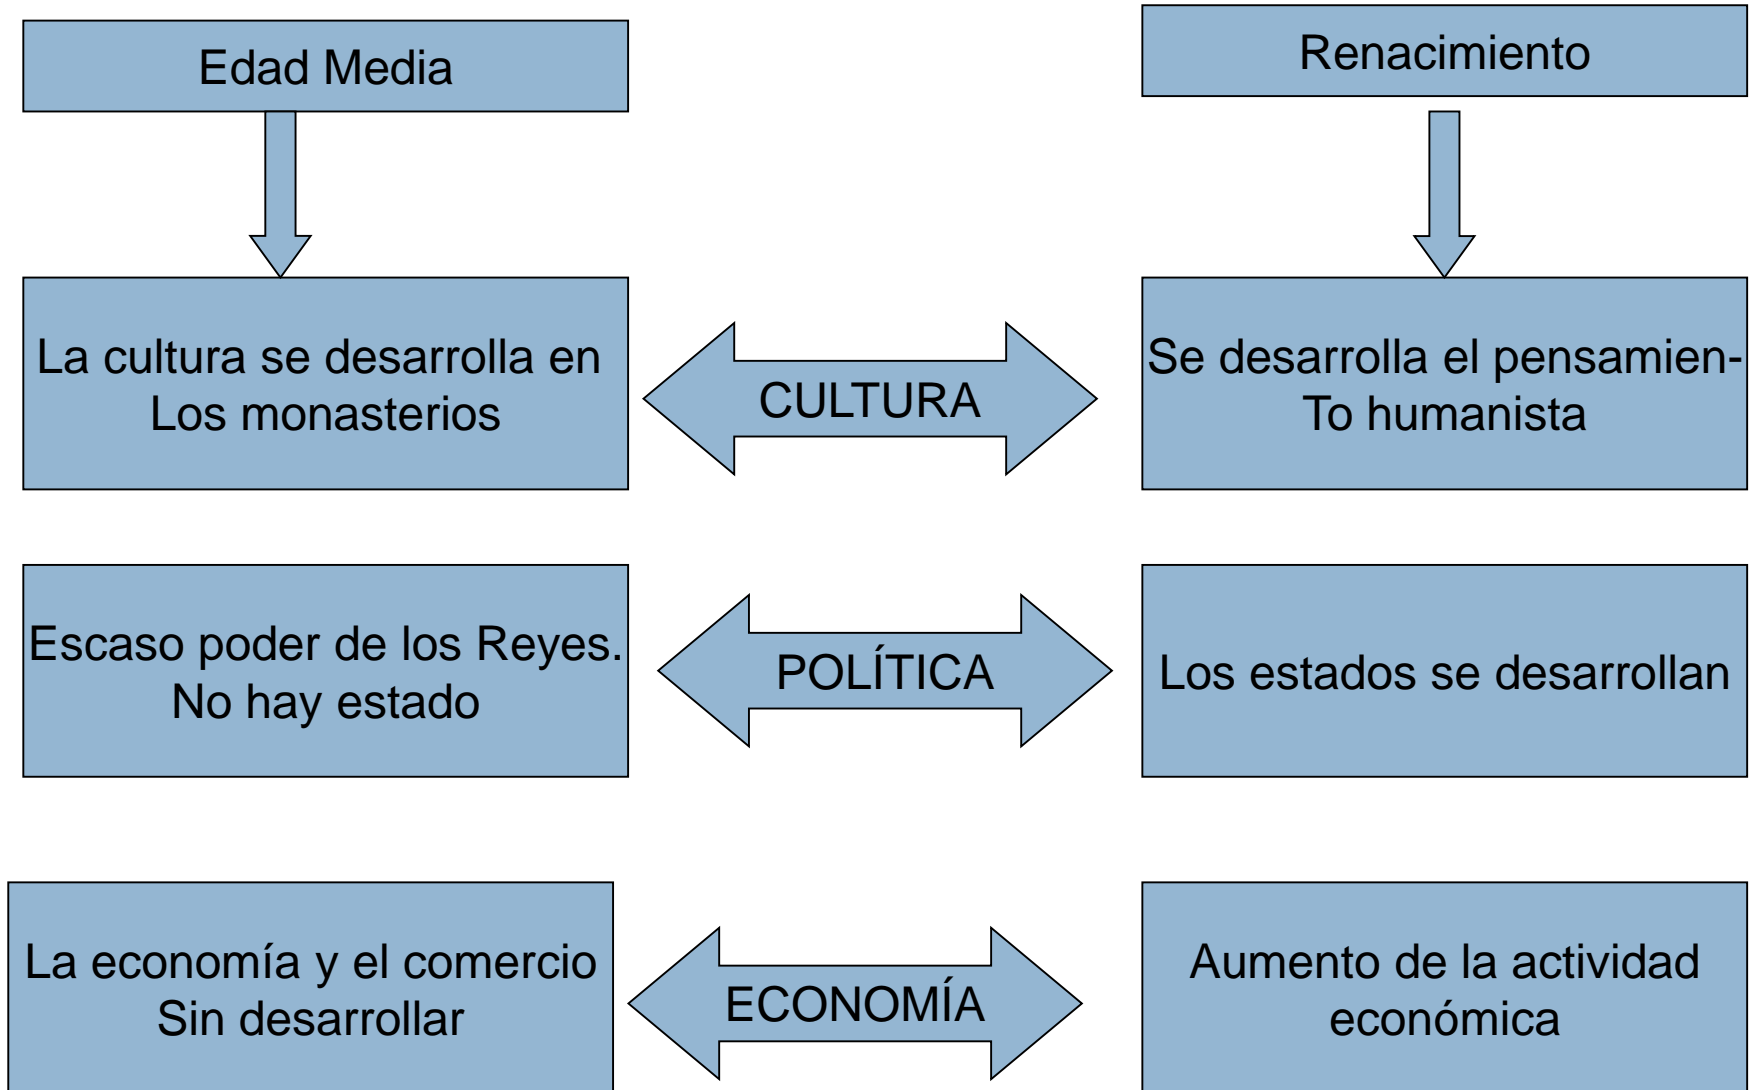 Edad Media
Renacimiento
La cultura se desarrolla en
Los monasterios
CULTURA
Se desarrolla el pensamien-
To humanista
Escaso poder de los Reyes.
No hay estado
POLÍTICA
Los estados se desarrollan
La economía y el comercio
Sin desarrollar
ECONOMÍA
Aumento de la actividad
económica